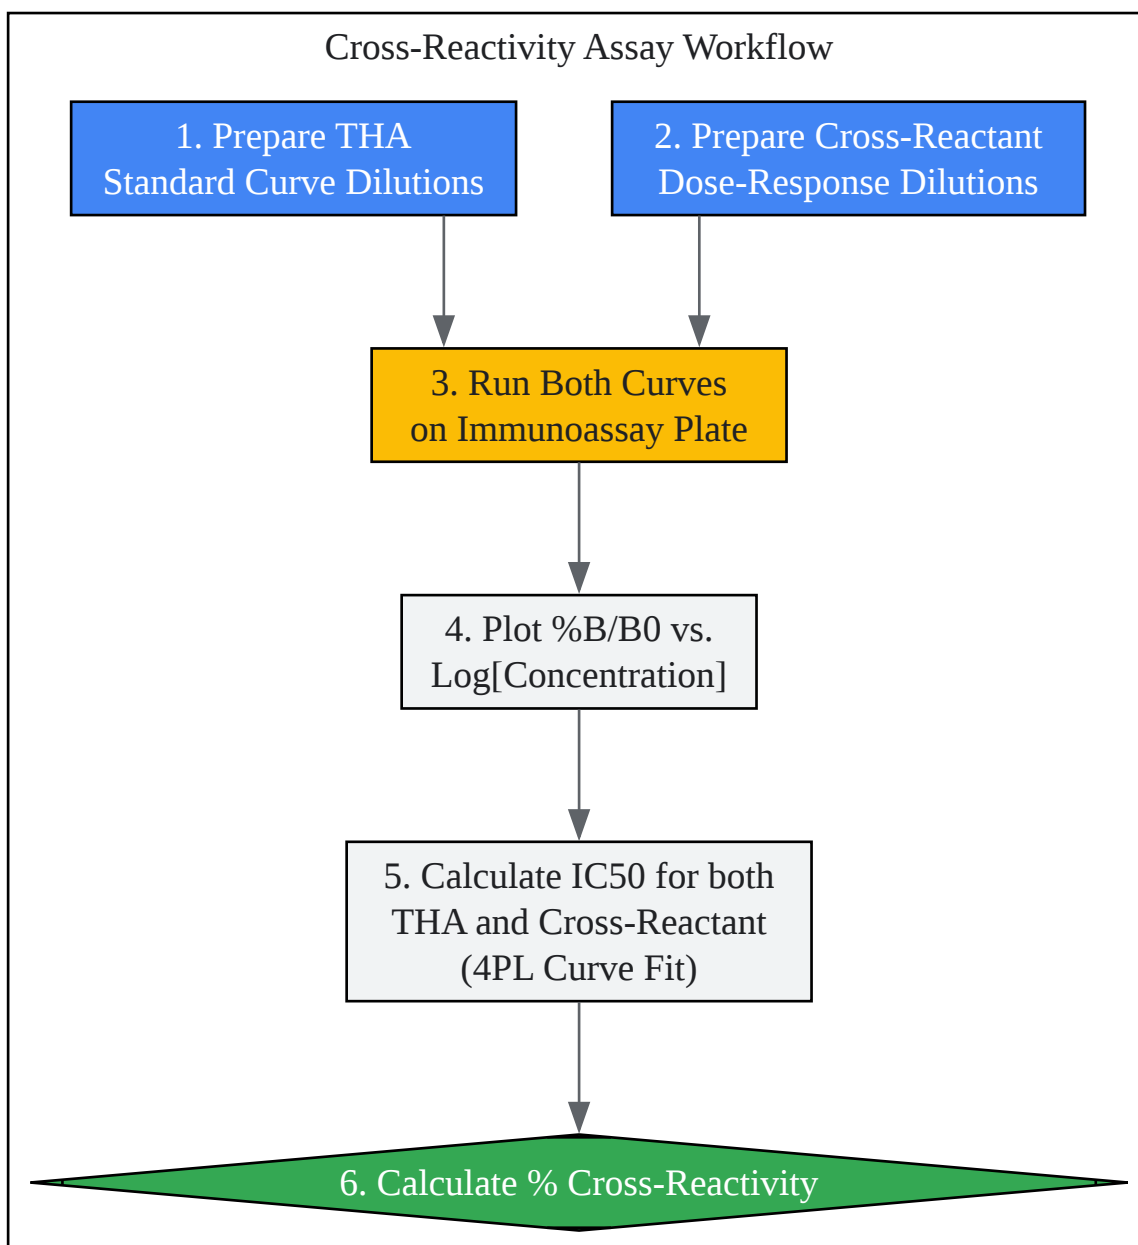 Cross-Reactivity Assay Workflow
1. Prepare THA
Standard Curve Dilutions
2. Prepare Cross-Reactant
Dose-Response Dilutions
3. Run Both Curves
on Immunoassay Plate
4. Plot %B/B0 vs.
Log[Concentration]
5. Calculate IC50 for both
THA and Cross-Reactant
(4PL Curve Fit)
6. Calculate % Cross-Reactivity